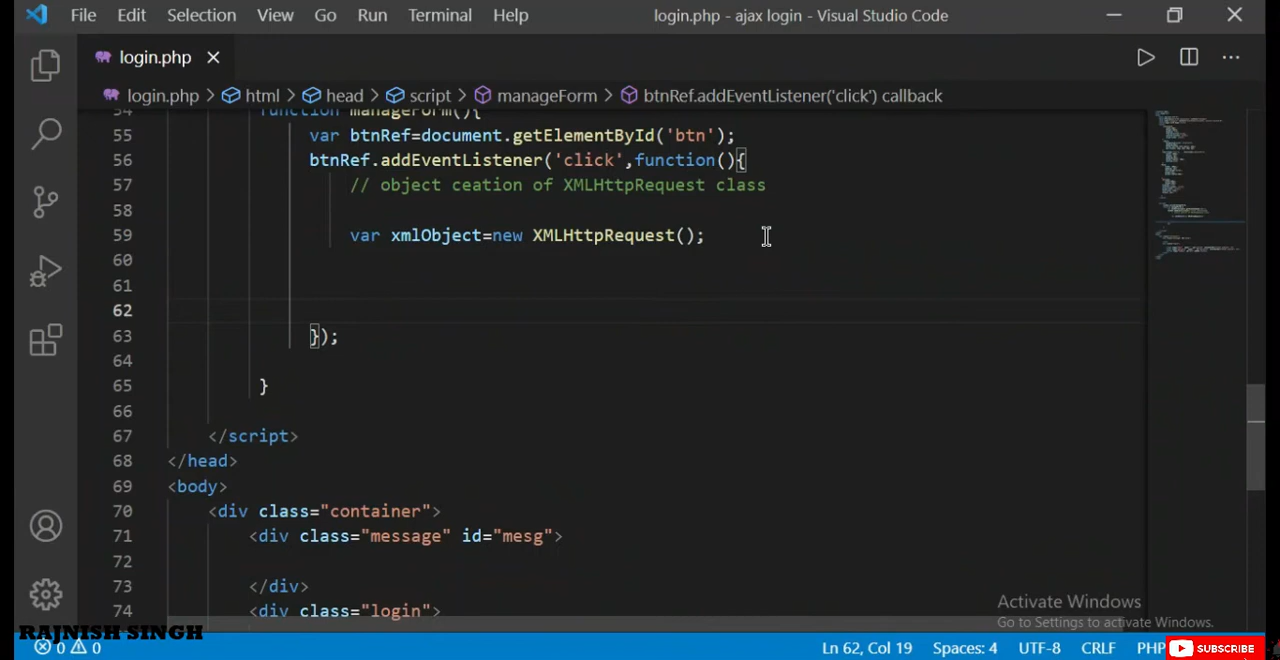 File Edit Selection View Go Run Terminal Help login.php - ajax login - Visual Studio Code
login.php
login.php > html > head > script > manageForm > btnRef.addEventListener('click') callback
54 function manageForm(){
55 var btnRef=document.getElementById('btn');
56 btnRef.addEventListener('click',function(){
57 // object ceation of XMLHttpRequest class
58
59 var xmlObject=new XMLHttpRequest();
60
61
62
63 });
64
65 }
66
67 </script>
68 </head>
69 <body>
70 <div class="container">
71 <div class="message" id="mesg">
72
73 </div>
74 <div class="login">
Activate Windows
Go to Settings to activate Windows.
RAJNISH SINGH
0 0 Ln 62, Col 19 Spaces: 4 UTF-8 CRLF PHP SUBSCRIBE